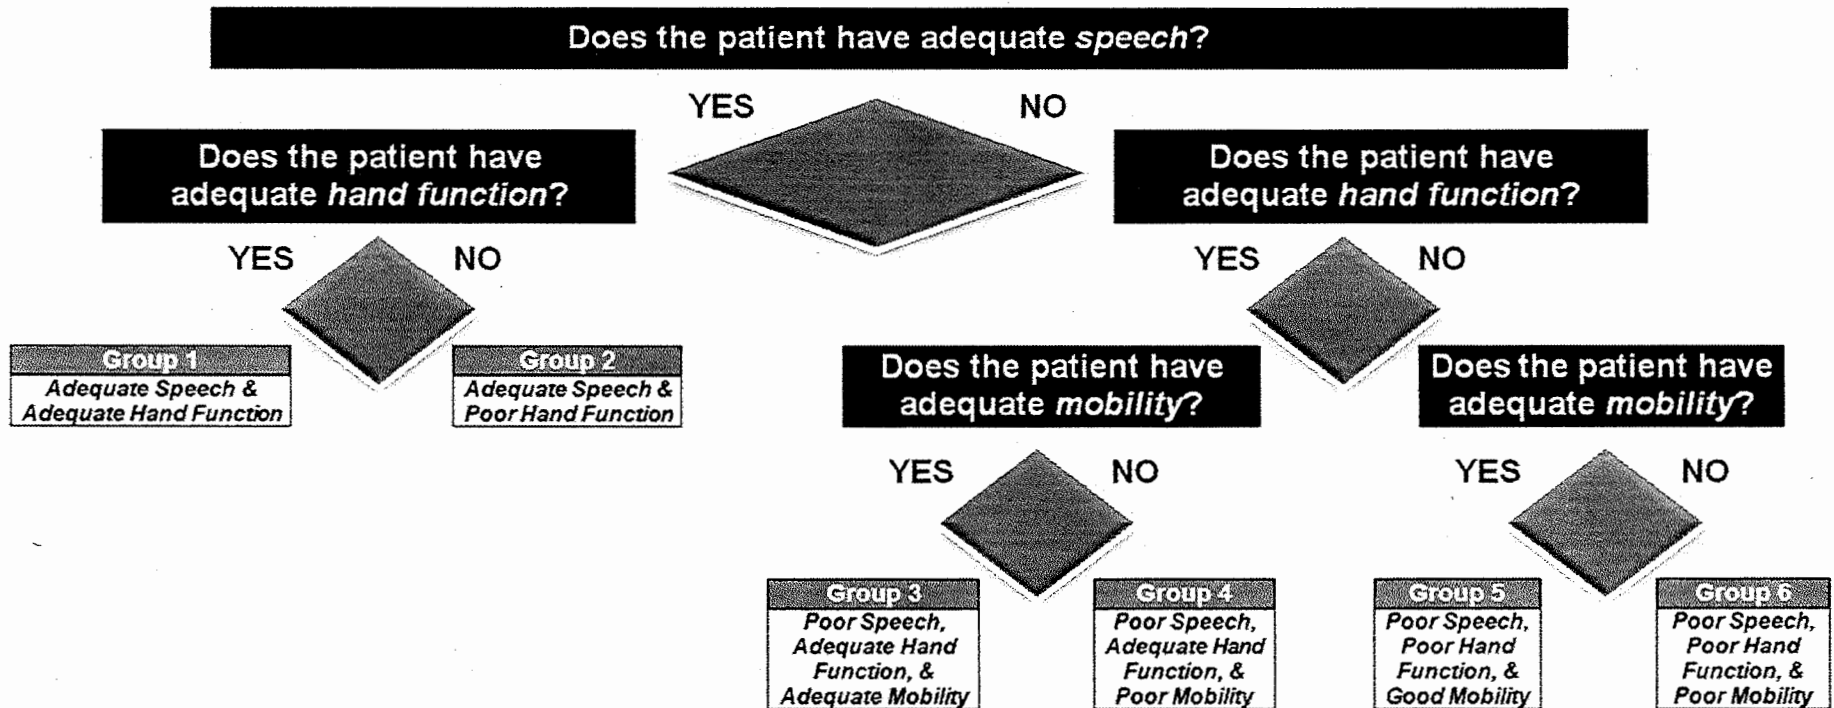 Does the patient have adequate speech?
YES
NO
Does the patient have
adequate hand function?
Does the patient have
adequate hand function?
YES
NO
YES
NO
Group 1
Adequate Speech &
Adequate Hand Function
Group 2
Adequate Speech &
Poor Hand Function
Does the patient have
adequate mobility?
Does the patient have
adequate mobility?
YES
NO
YES
NO
Group 3
Poor Speech,
Adequate Hand
Function, &
Adequate Mobility
Group 4
Poor Speech,
Adequate Hand
Function, &
Poor Mobility
Group 5
Poor Speech,
Poor Hand
Function, &
Good Mobility
Group 6
Poor Speech,
Poor Hand
Function, &
Poor Mobility